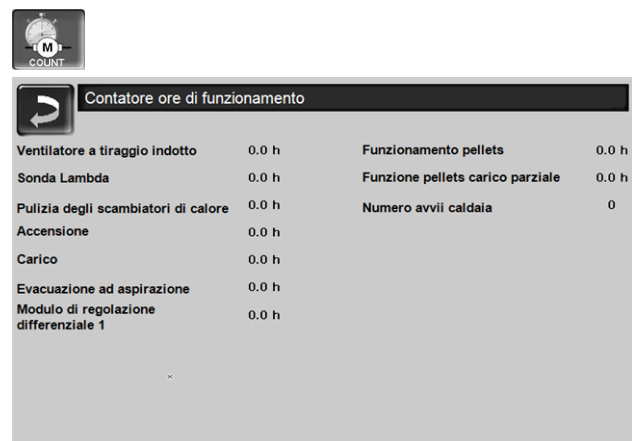 M
COUNT
Contatore ore di funzionamento
Ventilatore a tiraggio indotto 0.0 h
Funzionamento pellets 0.0 h
Sonda Lambda 0.0 h
Funzione pellets carico parziale 0.0 h
Pulizia degli scambiatori di calore 0.0 h
Numero avvii caldaia 0
Accensione 0.0 h
Carico 0.0 h
Evacuazione ad aspirazione 0.0 h
Modulo di regolazione
differenziale 1 0.0 h